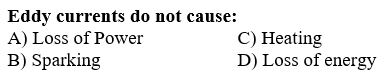 Eddy currents do not cause:
A) Loss of Power C) Heating
B) Sparking D) Loss of energy